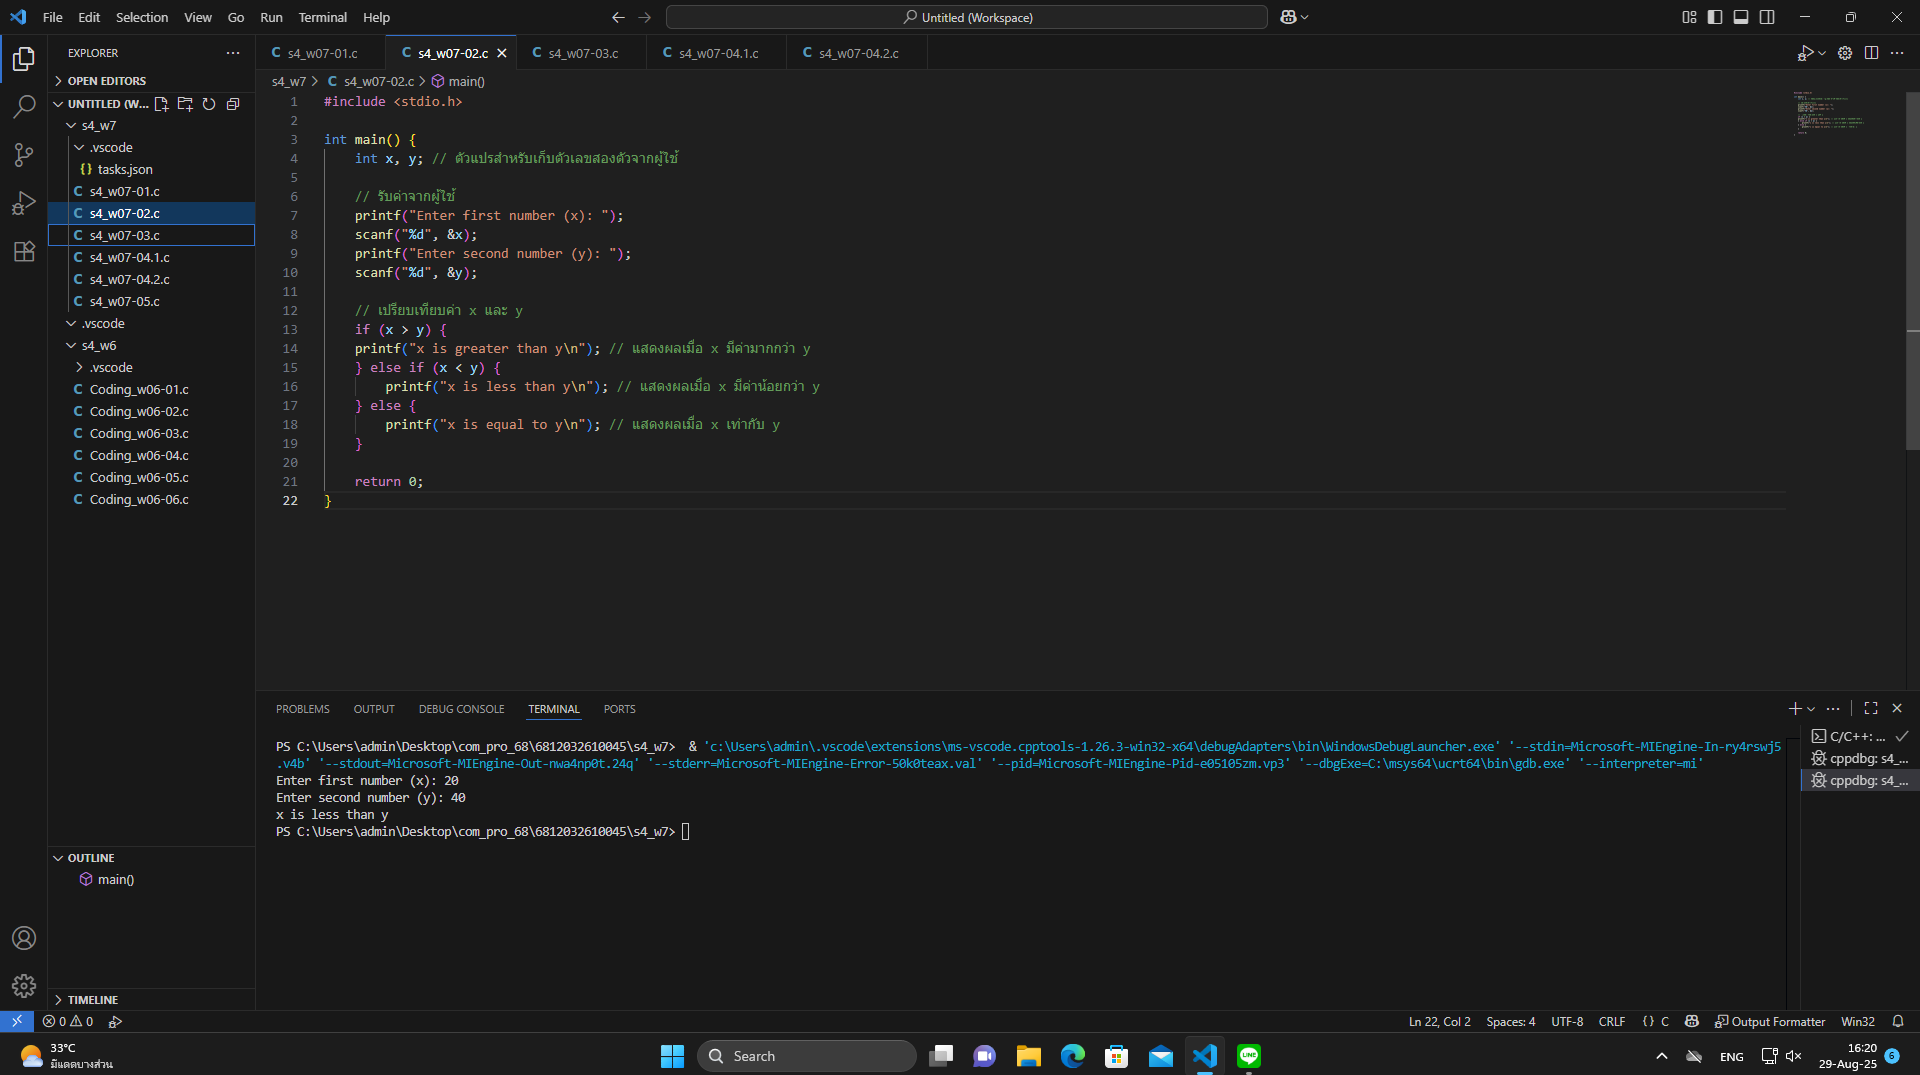 File Edit Selection View Go Run Terminal Help
Untitled (Workspace)
EXPLORER
OPEN EDITORS
UNTITLED (W...
s4_w7
.vscode
{} tasks.json
C s4_w07-01.c
C s4_w07-02.c
C s4_w07-03.c
C s4_w07-04.1.c
C s4_w07-04.2.c
C s4_w07-05.c
.vscode
s4_w6
.vscode
C Coding_w06-01.c
C Coding_w06-02.c
C Coding_w06-03.c
C Coding_w06-04.c
C Coding_w06-05.c
C Coding_w06-06.c
OUTLINE
main()
TIMELINE
C s4_w07-01.c C s4_w07-02.c C s4_w07-03.c C s4_w07-04.1.c C s4_w07-04.2.c
s4_w7 > C s4_w07-02.c > main()
1 #include <stdio.h>
2
3 int main() {
4 int x, y; // ตัวแปรสำหรับเก็บตัวเลขสองตัวจากผู้ใช้
5
6 // รับค่าจากผู้ใช้
7 printf("Enter first number (x): ");
8 scanf("%d", &x);
9 printf("Enter second number (y): ");
10 scanf("%d", &y);
11
12 // เปรียบเทียบค่า x และ y
13 if (x > y) {
14 printf("x is greater than y\n"); // แสดงผลเมื่อ x มีค่ามากกว่า y
15 } else if (x < y) {
16 printf("x is less than y\n"); // แสดงผลเมื่อ x มีค่าน้อยกว่า y
17 } else {
18 printf("x is equal to y\n"); // แสดงผลเมื่อ x เท่ากับ y
19 }
20
21 return 0;
22 }
PROBLEMS OUTPUT DEBUG CONSOLE TERMINAL PORTS
PS C:\Users\admin\Desktop\com_pro_68\6812032610045\s4_w7> & 'c:\Users\admin\.vscode\extensions\ms-vscode.cpptools-1.26.3-win32-x64\debugAdapters\bin\WindowsDebugLauncher.exe' '--stdin=Microsoft-MIEngine-In-ry4rswj5
.v4b' '--stdout=Microsoft-MIEngine-Out-nwa4np0t.24q' '--stderr=Microsoft-MIEngine-Error-50k0teax.val' '--pid=Microsoft-MIEngine-Pid-e05105zm.vp3' '--dbgExe=C:\msys64\ucrt64\bin\gdb.exe' '--interpreter=mi'
Enter first number (x): 20
Enter second number (y): 40
x is less than y
PS C:\Users\admin\Desktop\com_pro_68\6812032610045\s4_w7>
C/C++: ...
cppdbg: s4_...
cppdbg: s4_...
0 0
Ln 22, Col 2 Spaces: 4 UTF-8 CRLF {} C Output Formatter Win32
33°C
มีแดดบางส่วน
Search
LINE
ENG
16:20
29-Aug-25
6